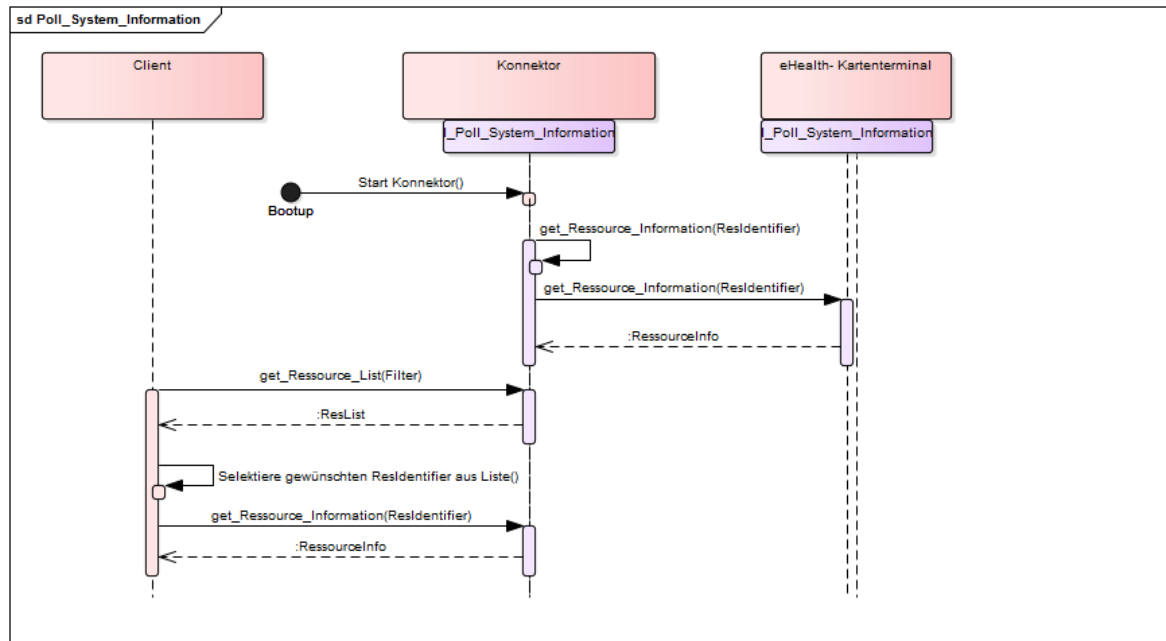 sd Poll_System_Information
Client
Konnektor
eHealth- Kartenterminal
I_Poll_System_Information
I_Poll_System_Information
Start Konnektor()
Bootup
get_Ressource_Information(ResIdentifier)
get_Ressource_Information(ResIdentifier)
:RessourceInfo
get_Ressource_List(Filter)
:ResList
Selektiere gewünschten ResIdentifier aus Liste()
get_Ressource_Information(ResIdentifier)
:RessourceInfo